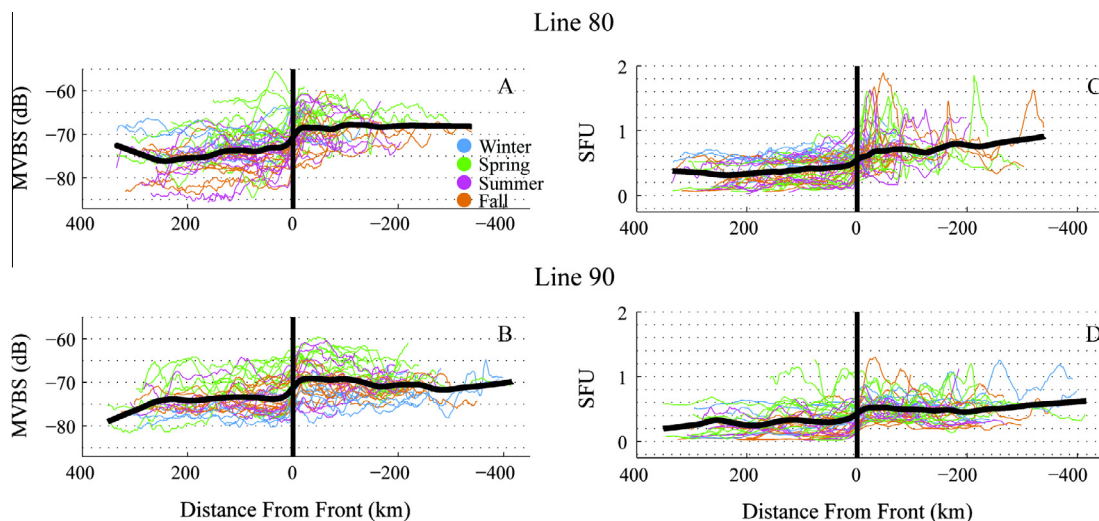 Line 80
MVBS (dB)
−60
−70
−80
A
Winter
Spring
Summer
Fall
400 200 0 −200 −400
SFU
2
1
0
C
400 200 0 −200 −400
Line 90
MVBS (dB)
−60
−70
−80
B
400 200 0 −200 −400
Distance From Front (km)
SFU
2
1
0
D
400 200 0 −200 −400
Distance From Front (km)